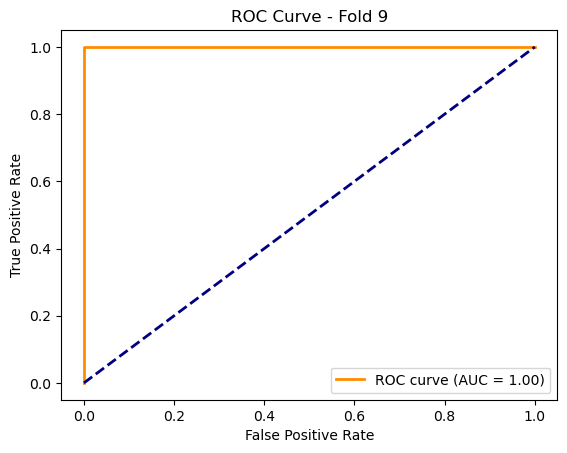 ROC Curve - Fold 9
True Positive Rate
1.0
0.8
0.6
0.4
0.2
0.0
ROC curve (AUC = 1.00)
0.0 0.2 0.4 0.6 0.8 1.0
False Positive Rate